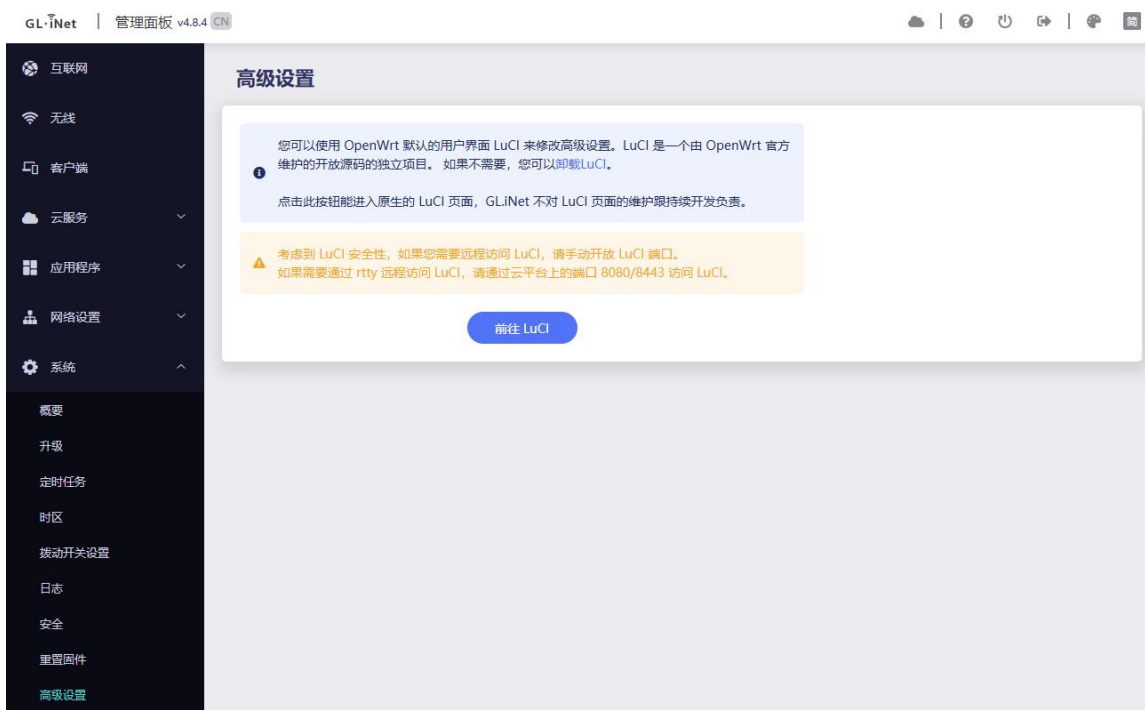 GL·iNet | 管理面板 v4.8.4 CN
简
互联网
无线
客户端
云服务
应用程序
网络设置
系统
概要
升级
定时任务
时区
拨动开关设置
日志
安全
重置固件
高级设置
高级设置
您可以使用 OpenWrt 默认的用户界面 LuCI 来修改高级设置。LuCI 是一个由 OpenWrt 官方
维护的开放源码的独立项目。 如果不需要，您可以卸载LuCI。
点击此按钮能进入原生的 LuCI 页面，GL.iNet 不对 LuCI 页面的维护跟持续开发负责。
考虑到 LuCI 安全性，如果您需要远程访问 LuCI，请手动开放 LuCI 端口。
如果需要通过 rtty 远程访问 LuCI，请通过云平台上的端口 8080/8443 访问 LuCI。
前往 LuCI